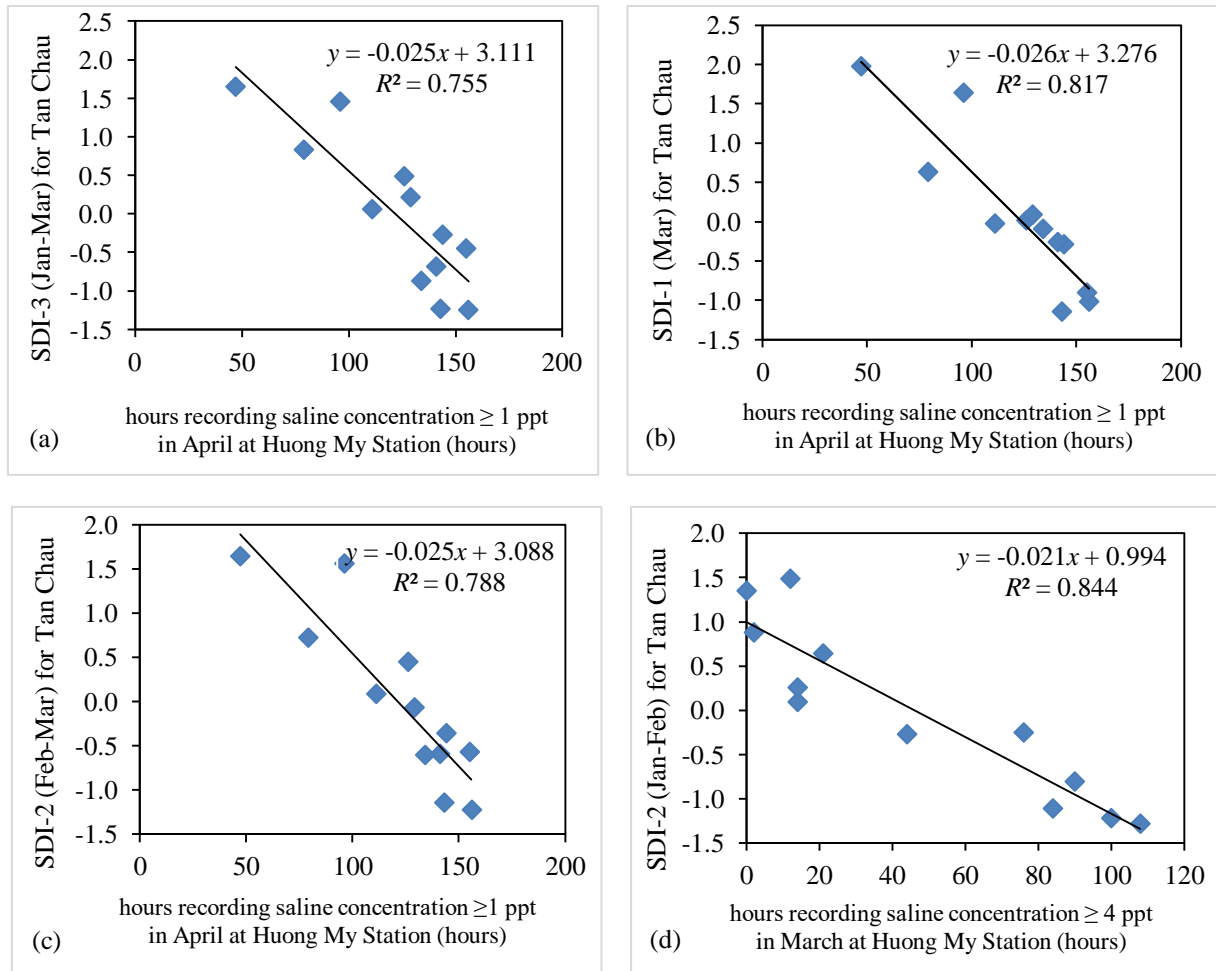 SDI-3 (Jan-Mar) for Tan Chau
2.5
2.0
1.5
1.0
0.5
0.0
-0.5
-1.0
-1.5
y = -0.025x + 3.111
R² = 0.755
0 50 100 150 200
hours recording saline concentration ≥ 1 ppt
in April at Huong My Station (hours)
(a)
SDI-1 (Mar) for Tan Chau
2.5
2.0
1.5
1.0
0.5
0.0
-0.5
-1.0
-1.5
y = -0.026x + 3.276
R² = 0.817
0 50 100 150 200
hours recording saline concentration ≥ 1 ppt
in April at Huong My Station (hours)
(b)
SDI-2 (Feb-Mar) for Tan Chau
2.0
1.5
1.0
0.5
0.0
-0.5
-1.0
-1.5
y = -0.025x + 3.088
R² = 0.788
0 50 100 150 200
hours recording saline concentration ≥1 ppt
in April at Huong My Station (hours)
(c)
SDI-2 (Jan-Feb) for Tan Chau
2.0
1.5
1.0
0.5
0.0
-0.5
-1.0
-1.5
y = -0.021x + 0.994
R² = 0.844
0 20 40 60 80 100 120
hours recording saline concentration ≥ 4 ppt
in March at Huong My Station (hours)
(d)